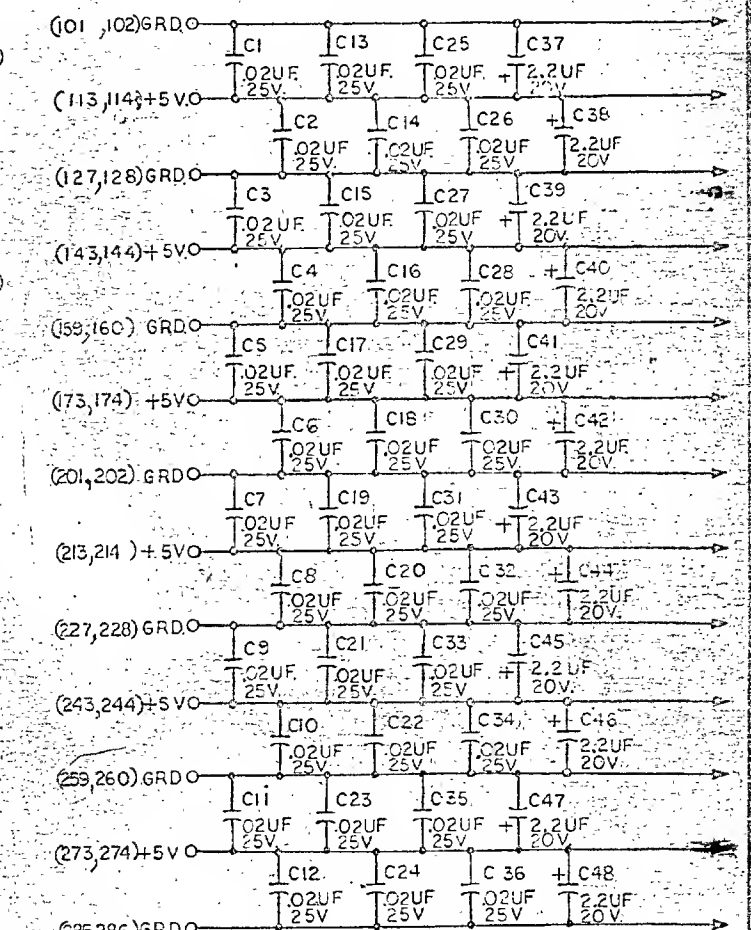 (101 ,102)GRD.
C1 C13 C25 C37
.02UF. .02UF. .02UF. + 2.2UF
25V. 25V 25V. 20V.
(113,114)+5V.
C2 C14 C26 + C38
.02UF .02UF .02UF 2.2UF
25V 25V 25V. 20V
(127,128)GRD.
C3 C15 C27 C39
.02UF .02UF .02UF + 2.2UF
25V 25V. 25V 20V.
(143,144)+5V.
C4 C16 C28 + C40
.02UF .02UF .02UF 2.2UF
25V 25V 25V 20V
(159,160) GRD.
C5 C17 C29 C41
.02UF. .02UF .02UF + 2.2UF
25V 25V 25V 20V
(173,174) +5V
C6 C18 C30 + C42
.02UF .02UF .02UF 2.2UF
25V 25V 25V 20V
(201,202) GRD
C7 C19 C31 C43
.02UF .02UF .02UF + 2.2UF
25V 25V. 25V 20V
(213,214 )+5V
C8 C20 C32 + C44
.02UF .02UF .02UF 2.2UF
25V 25V 25V 20V
(227,228) GRD.
C9 C21 C33 C45
.02UF .02UF .02UF + 2.2UF
25V 25V 25V 20V.
(243,244)+5V
C10 C22 C34 + C46
.02UF .02UF .02UF 2.2UF
25V 25V 25V 20V.
(259,260).GRD
C11 C23 C35 C47
.02UF .02UF .02UF + 2.2UF
25V 25V 25V 20V
(273,274)+5V
C12 C24 C36 + C48
.02UF .02UF .02UF 2.2UF
25V 25V 25V 20V
GRD